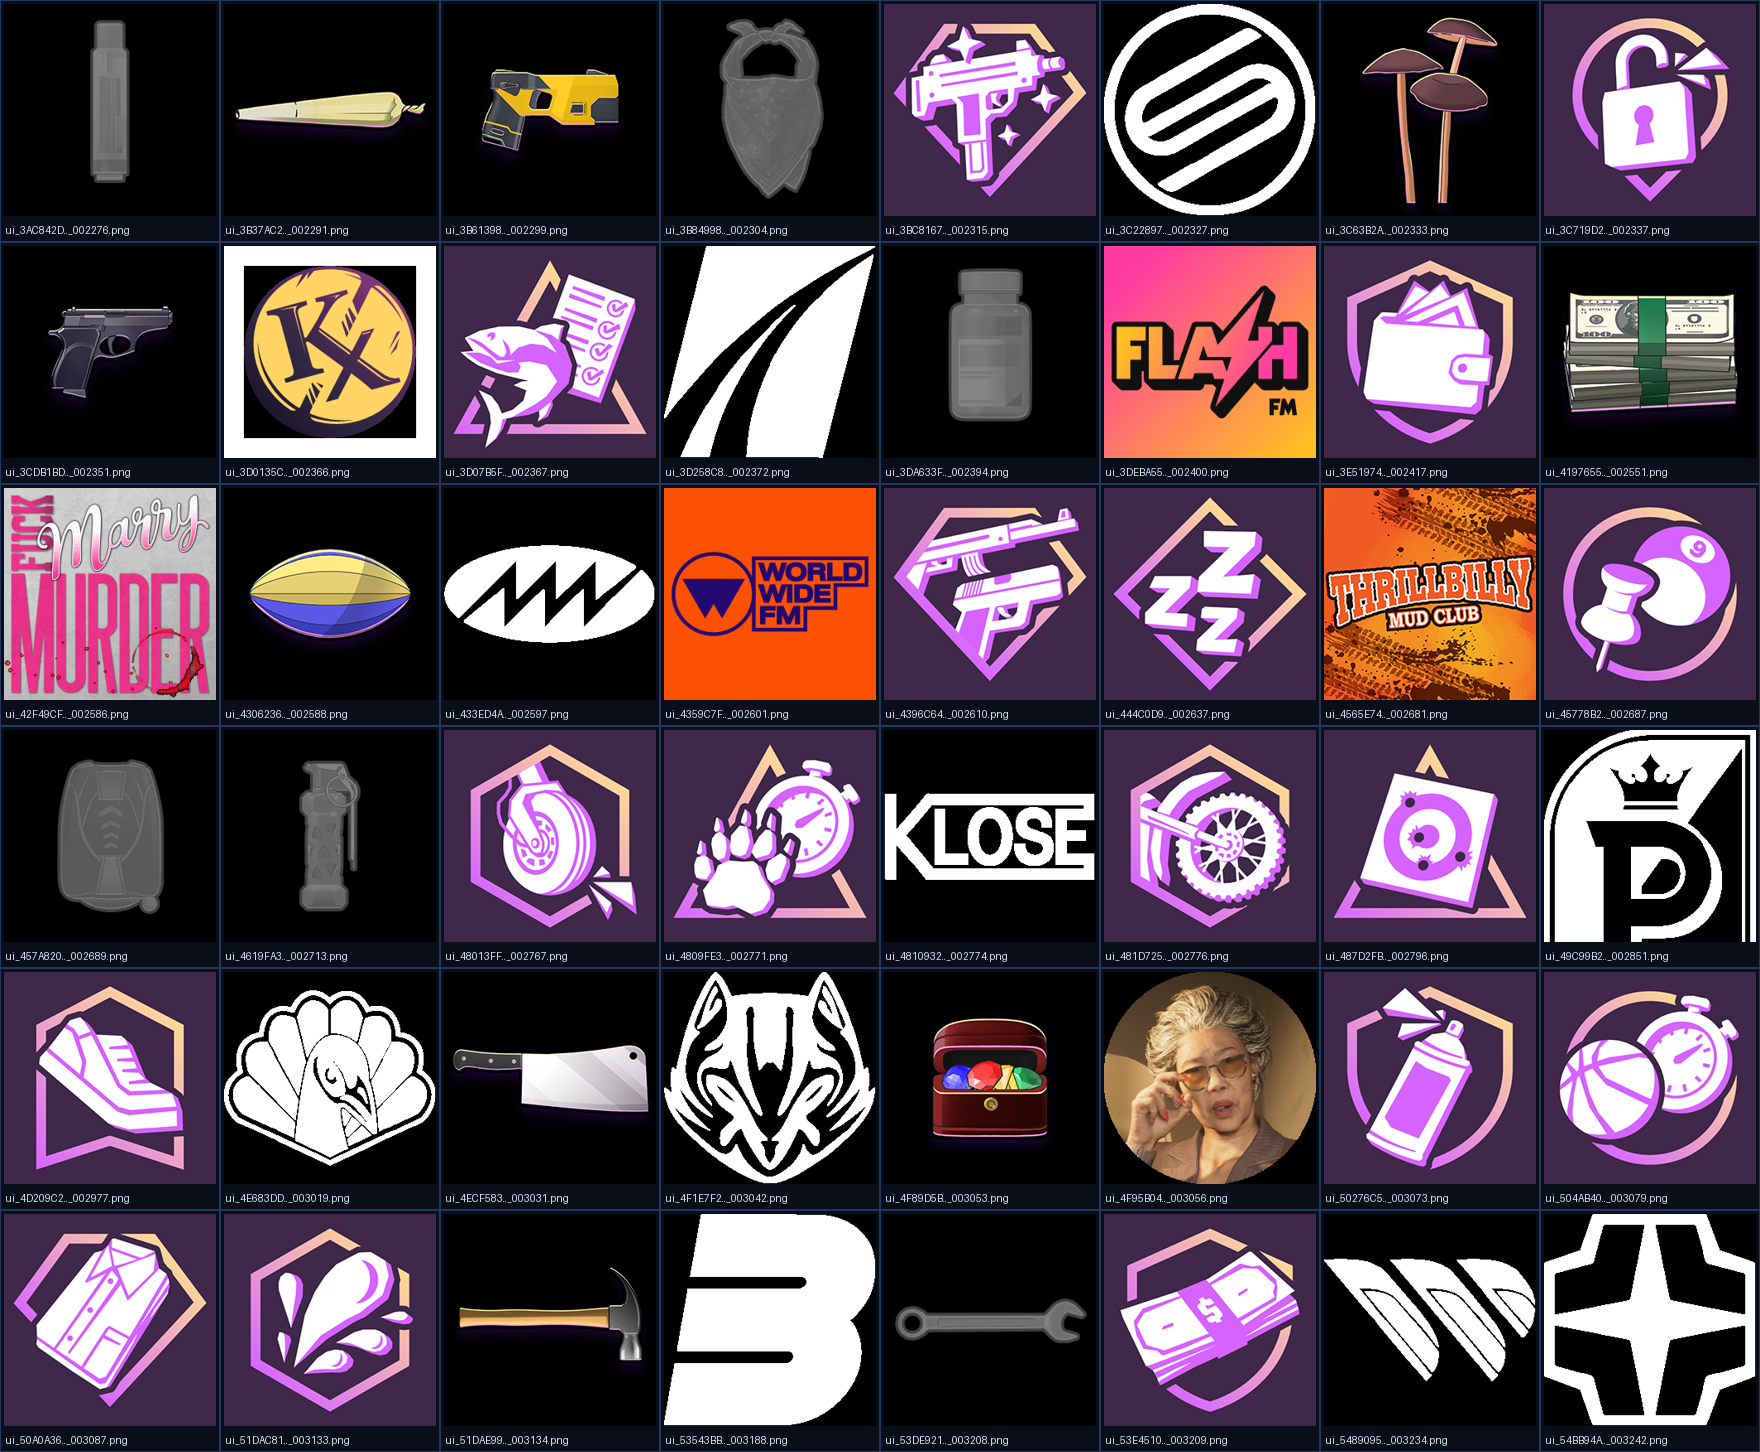 ui_3AC842D.._002276.png
ui_3B37AC2.._002291.png
ui_3B61398.._002299.png
ui_3B84998.._002304.png
ui_3BC8167.._002315.png
ui_3C22897.._002327.png
ui_3C63B2A.._002333.png
ui_3C719D2.._002337.png
KX
FLASH
FM
100
100
ui_3CDB1BD.._002351.png
ui_3D0135C.._002366.png
ui_3D07B5F.._002367.png
ui_3D258C8.._002372.png
ui_3DA633F.._002394.png
ui_3DEBA55.._002400.png
ui_3E51974.._002417.png
ui_4197655.._002551.png
FUCK
Marry
MURDER
WORLD
WIDE
FM
Z
Z
Z
THRILLBILLY
MUD CLUB
9
ui_42F49CF.._002586.png
ui_4306236.._002588.png
ui_433ED4A.._002597.png
ui_4359C7F.._002601.png
ui_4396C64.._002610.png
ui_444C0D9.._002637.png
ui_4565E74.._002681.png
ui_45778B2.._002687.png
KLOSE
P
ui_457A820.._002689.png
ui_4619FA3.._002713.png
ui_48013FF.._002767.png
ui_4809FE3.._002771.png
ui_4810932.._002774.png
ui_481D725.._002776.png
ui_487D2FB.._002796.png
ui_49C99B2.._002851.png
ui_4D209C2.._002977.png
ui_4E683DD.._003019.png
ui_4ECF583.._003031.png
ui_4F1E7F2.._003042.png
ui_4F89D5B.._003053.png
ui_4F95B04.._003056.png
ui_50276C5.._003073.png
ui_504AB40.._003079.png
B
$
ui_50A0A36.._003087.png
ui_51DAC81.._003133.png
ui_51DAE99.._003134.png
ui_53543BB.._003188.png
ui_53DE921.._003208.png
ui_53E4510.._003209.png
ui_5489095.._003234.png
ui_54BB94A.._003242.png